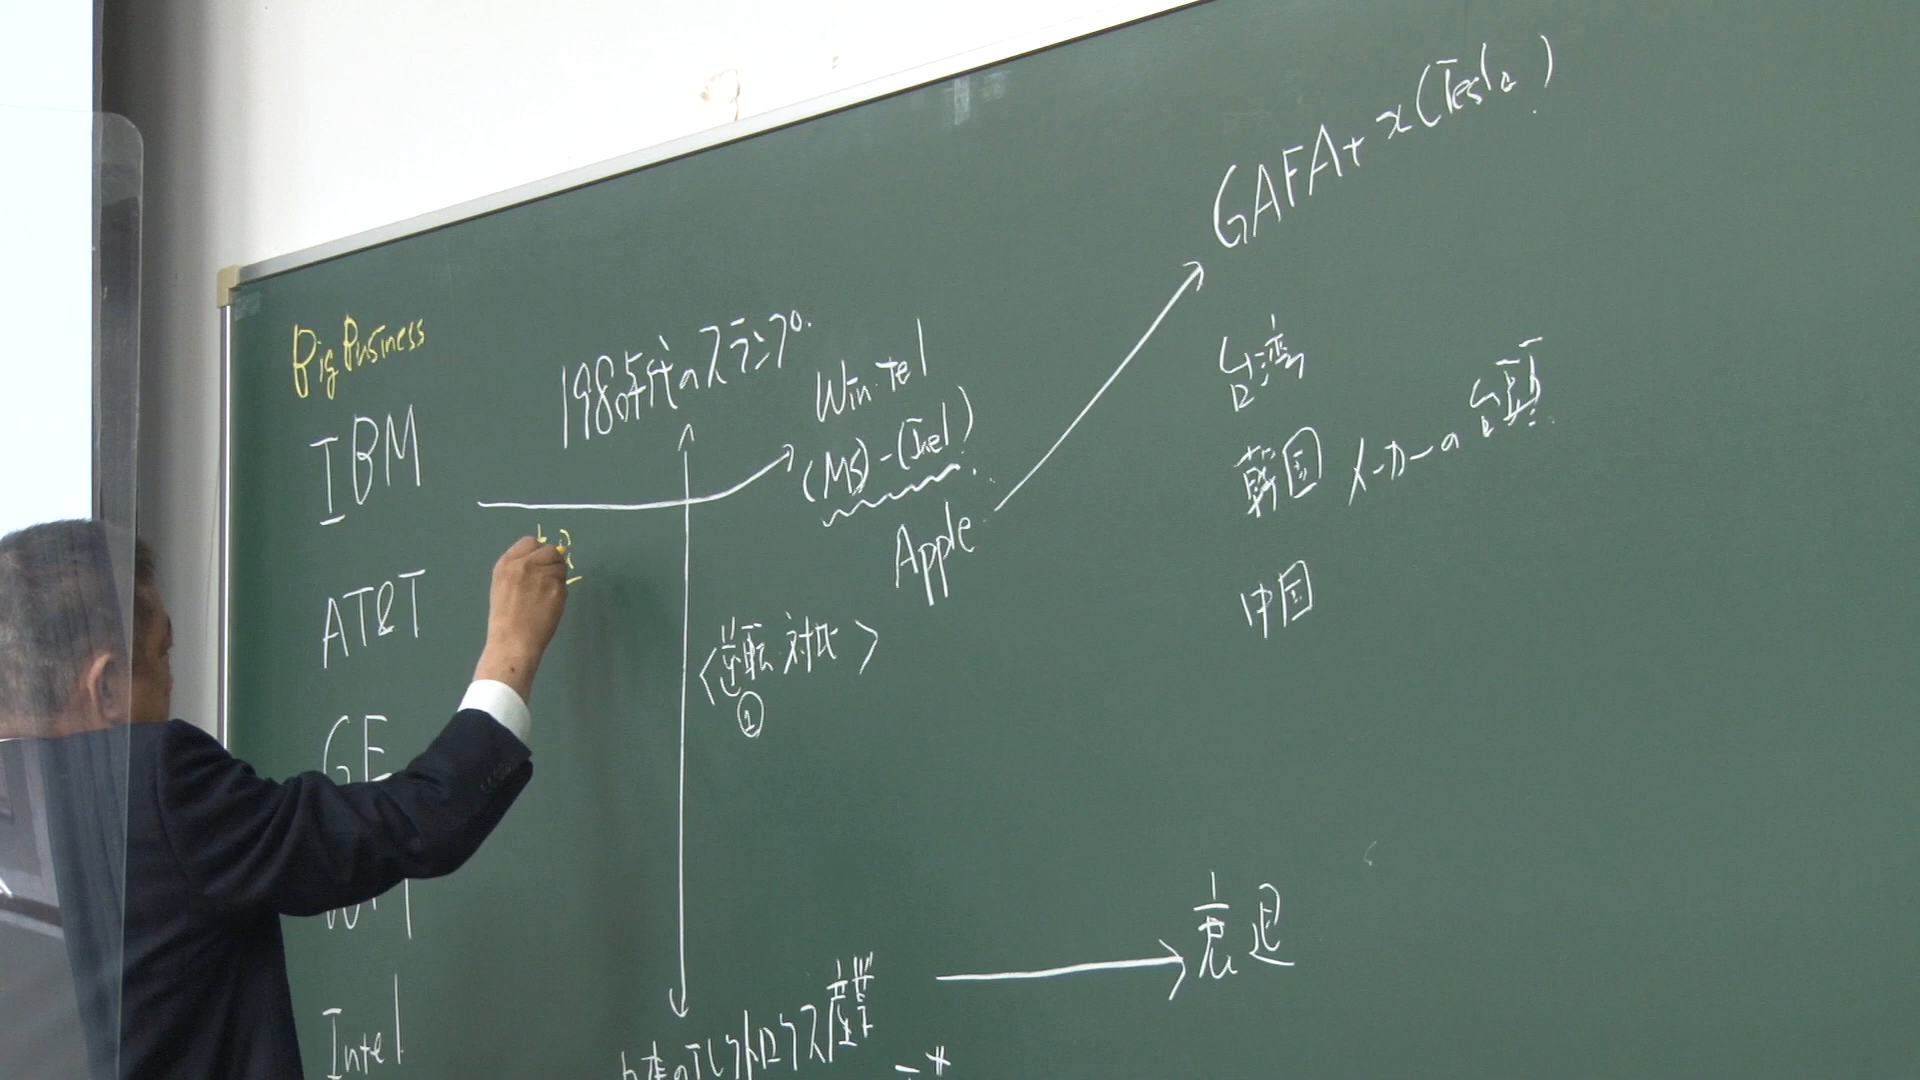 Big Business
IBM
AT&T
GE
Intel
1980年代のスランプ
Wintel
(MS)-(Intel)
Apple
<逆転 対比>
①
日本のエレクトロニクス産業
衰退
GAFA+x(Tesla)
台湾
韓国 メーカーの台頭
中国